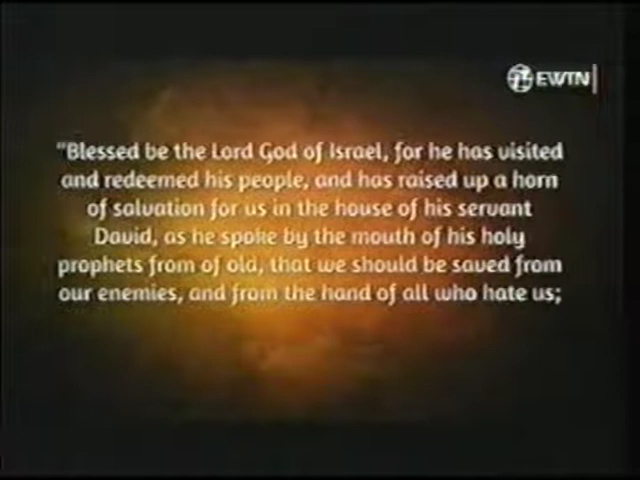 EWTN
"Blessed be the Lord God of Israel, for he has visited
and redeemed his people, and has raised up a horn
of salvation for us in the house of his servant
David, as he spoke by the mouth of his holy
prophets from of old, that we should be saved from
our enemies, and from the hand of all who hate us;